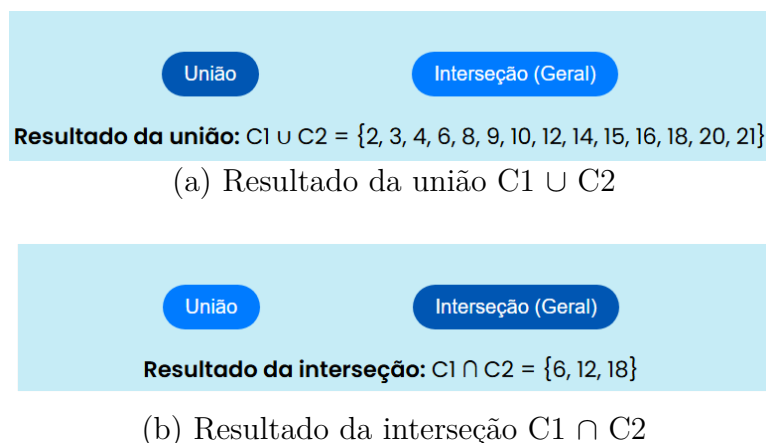 União Interseção (Geral)
Resultado da união: C1 ∪ C2 = {2, 3, 4, 6, 8, 9, 10, 12, 14, 15, 16, 18, 20, 21}
(a) Resultado da união C1 ∪ C2
União Interseção (Geral)
Resultado da interseção: C1 ∩ C2 = {6, 12, 18}
(b) Resultado da interseção C1 ∩ C2